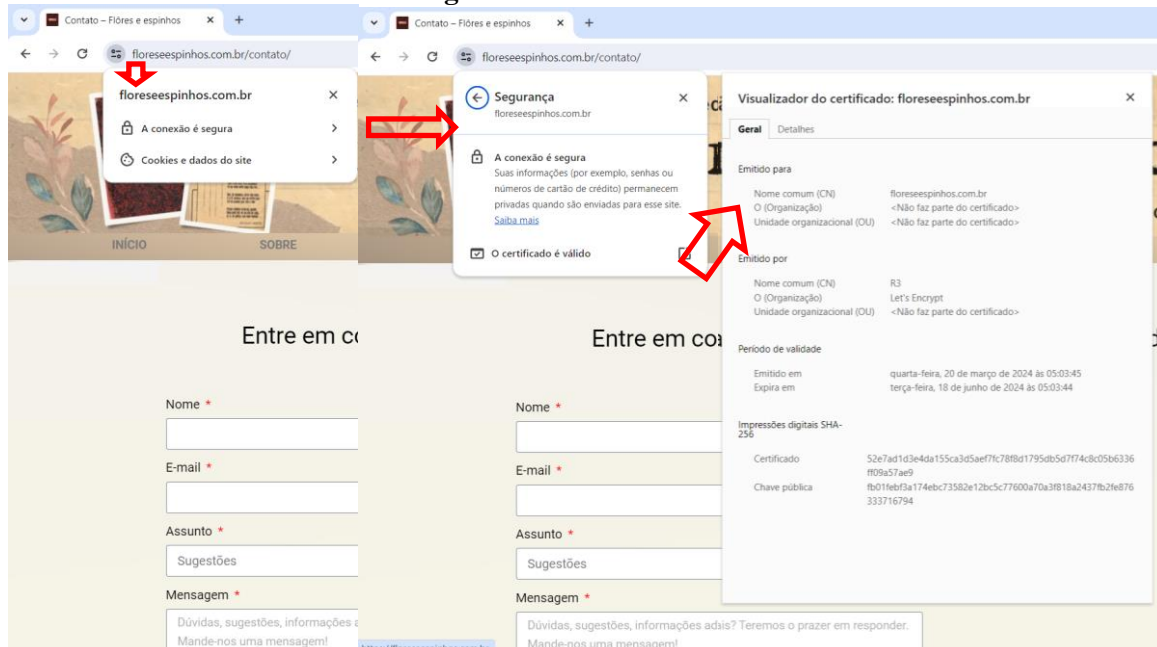 g
Contato – Flôres e espinhos
floreseespinhos.com.br/contato/
floreseespinhos.com.br
A conexão é segura
Cookies e dados do site
INÍCIO SOBRE
Entre em co
Nome *
E-mail *
Assunto *
Sugestões
Mensagem *
Dúvidas, sugestões, informações a
Mande-nos uma mensagem!
Contato – Flôres e espinhos
floreseespinhos.com.br/contato/
Segurança
floreseespinhos.com.br
A conexão é segura
Suas informações (por exemplo, senhas ou
números de cartão de crédito) permanecem
privadas quando são enviadas para esse site.
Saiba mais
O certificado é válido
Entre em con
Nome *
E-mail *
Assunto *
Sugestões
Mensagem *
Dúvidas, sugestões, informações adais? Teremos o prazer em responder.
Mande-nos uma mensagem!
Visualizador do certificado: floreseespinhos.com.br
Geral Detalhes
Emitido para
Nome comum (CN) floreseespinhos.com.br
O (Organização) <Não faz parte do certificado>
Unidade organizacional (OU) <Não faz parte do certificado>
Emitido por
Nome comum (CN) R3
O (Organização) Let's Encrypt
Unidade organizacional (OU) <Não faz parte do certificado>
Período de validade
Emitido em quarta-feira, 20 de março de 2024 às 05:03:45
Expira em terça-feira, 18 de junho de 2024 às 05:03:44
Impressões digitais SHA-
256
Certificado 52e7ad1d3e4da155ca3d5aef7fc78f8d1795db5d7f74c8c05b6336
ff09a57ae9
Chave pública fb01febf3a174ebc73582e12bc5c77600a70a3f818a2437fb2fe876
333716794